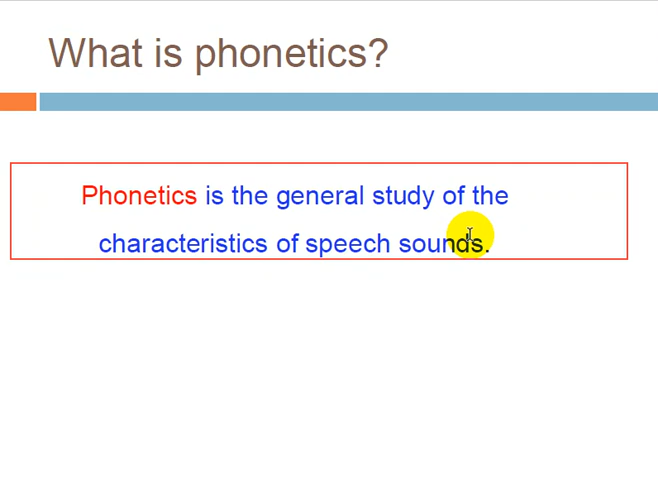 What is phonetics?
Phonetics is the general study of the
characteristics of speech sounds.